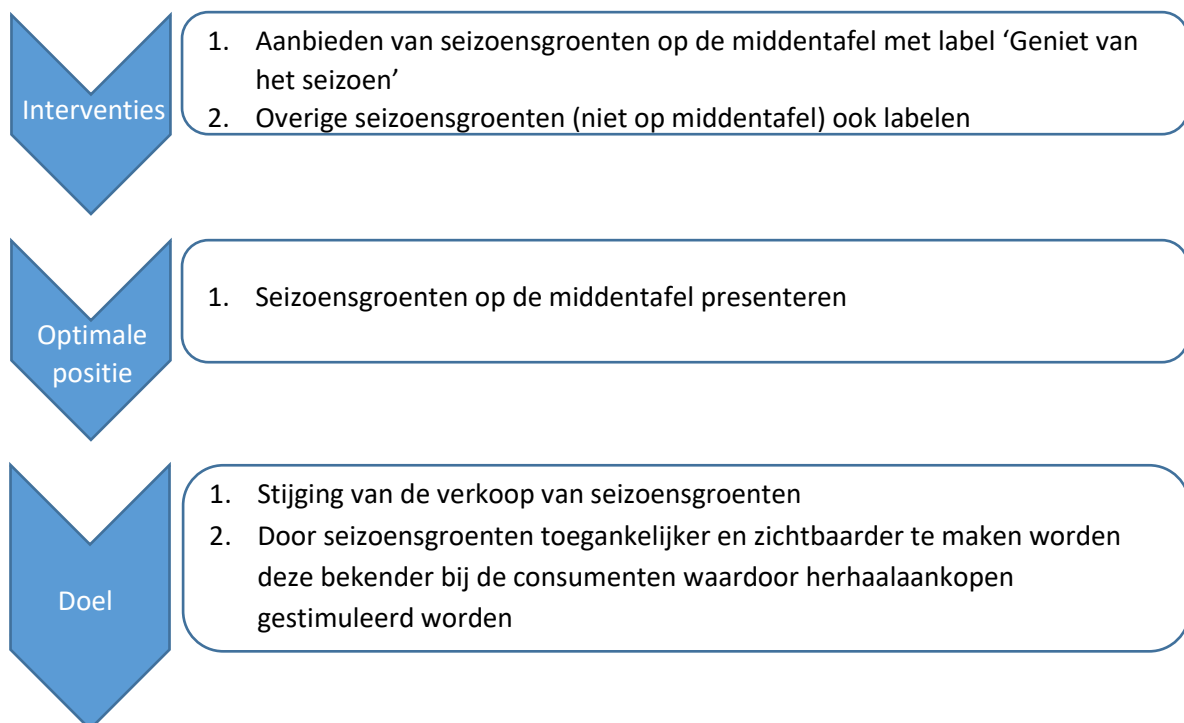 Interventies
1. Aanbieden van seizoensgroenten op de middentafel met label ‘Geniet van
het seizoen’
2. Overige seizoensgroenten (niet op middentafel) ook labelen
Optimale
positie
1. Seizoensgroenten op de middentafel presenteren
Doel
1. Stijging van de verkoop van seizoensgroenten
2. Door seizoensgroenten toegankelijker en zichtbaarder te maken worden
deze bekender bij de consumenten waardoor herhaalaankopen
gestimuleerd worden